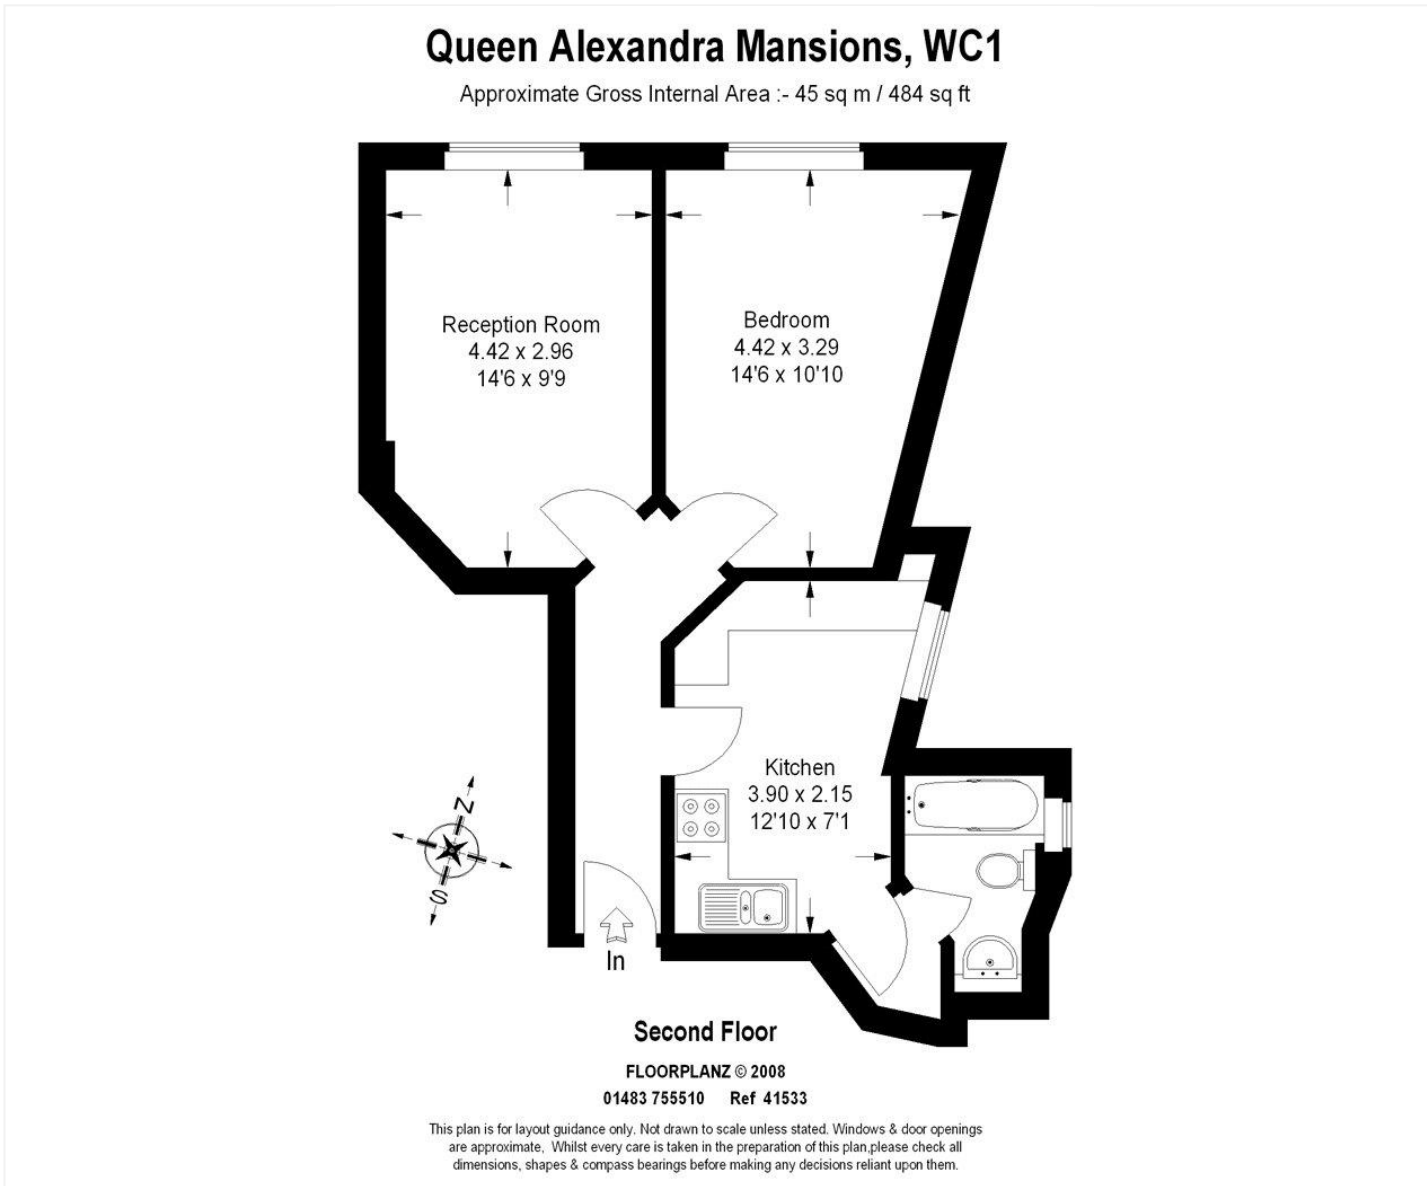 Queen Alexandra Mansions, WC1
Approximate Gross Internal Area :- 45 sq m / 484 sq ft
Reception Room
4.42 x 2.96
14'6 x 9'9
Bedroom
4.42 x 3.29
14'6 x 10'10
Kitchen
3.90 x 2.15
12'10 x 7'1
N
S
In
Second Floor
FLOORPLANZ © 2008
01483 755510 Ref 41533
This plan is for layout guidance only. Not drawn to scale unless stated. Windows & door openings
are approximate, Whilst every care is taken in the preparation of this plan,please check all
dimensions, shapes & compass bearings before making any decisions reliant upon them.